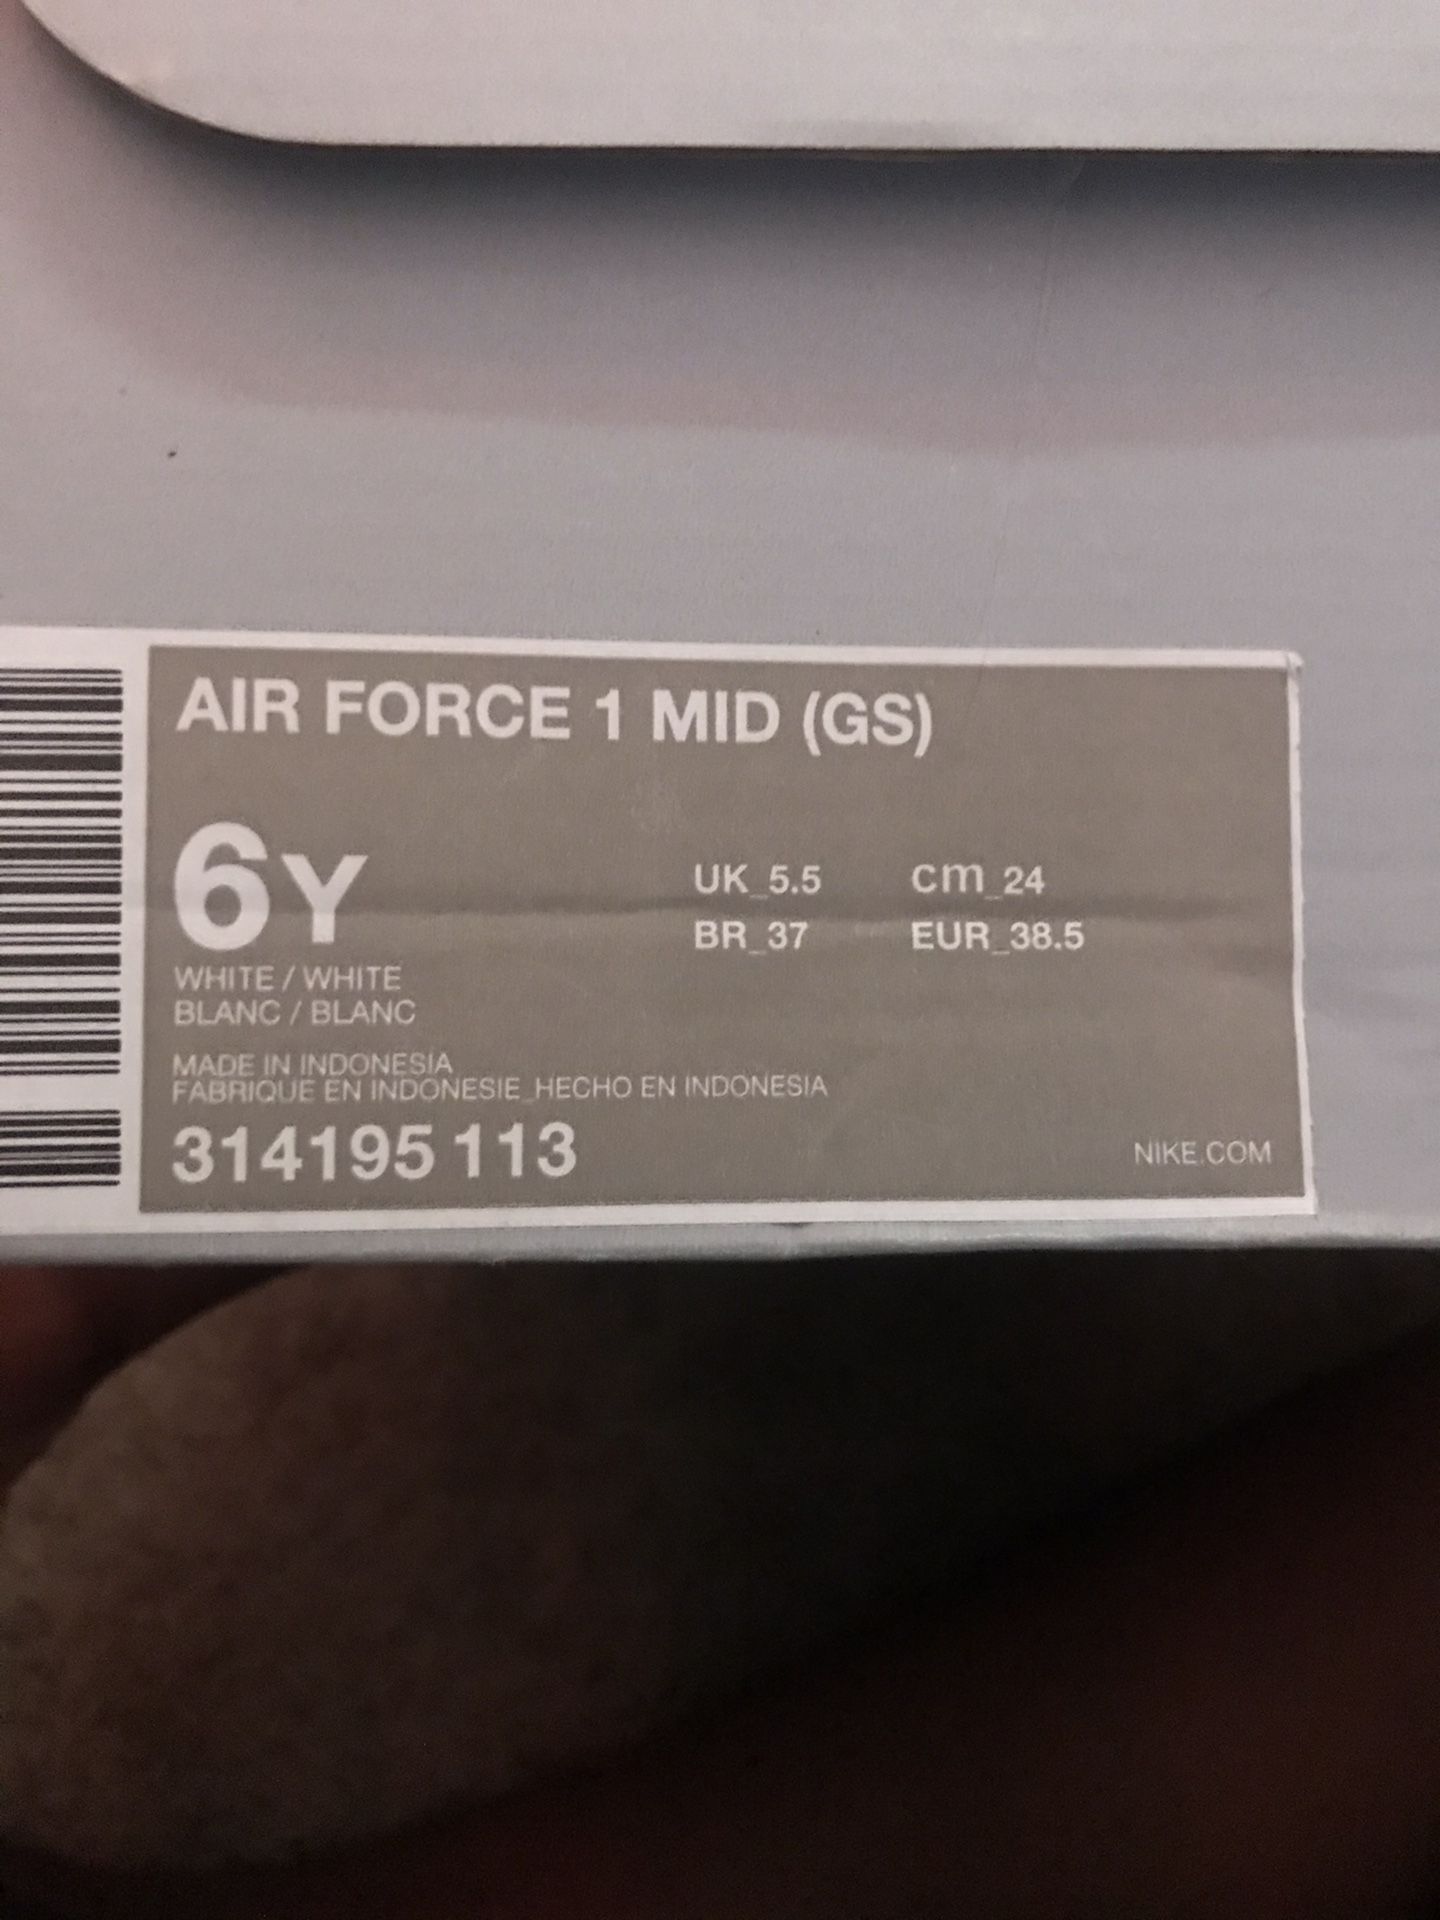 AIR FORCE 1 MID (GS)
6Y
UK_5.5 cm_24
BR_37 EUR_38.5
WHITE / WHITE
BLANC / BLANC
MADE IN INDONESIA
FABRIQUE EN INDONESIE_HECHO EN INDONESIA
314195 113
NIKE.COM